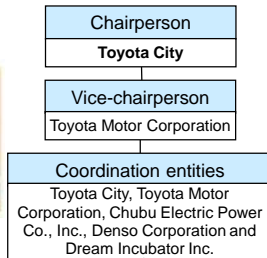 Chairperson
Toyota City
Vice-chairperson
Toyota Motor Corporation
Coordination entities
Toyota City, Toyota Motor
Corporation, Chubu Electric Power
Co., Inc., Denso Corporation and
Dream Incubator Inc.